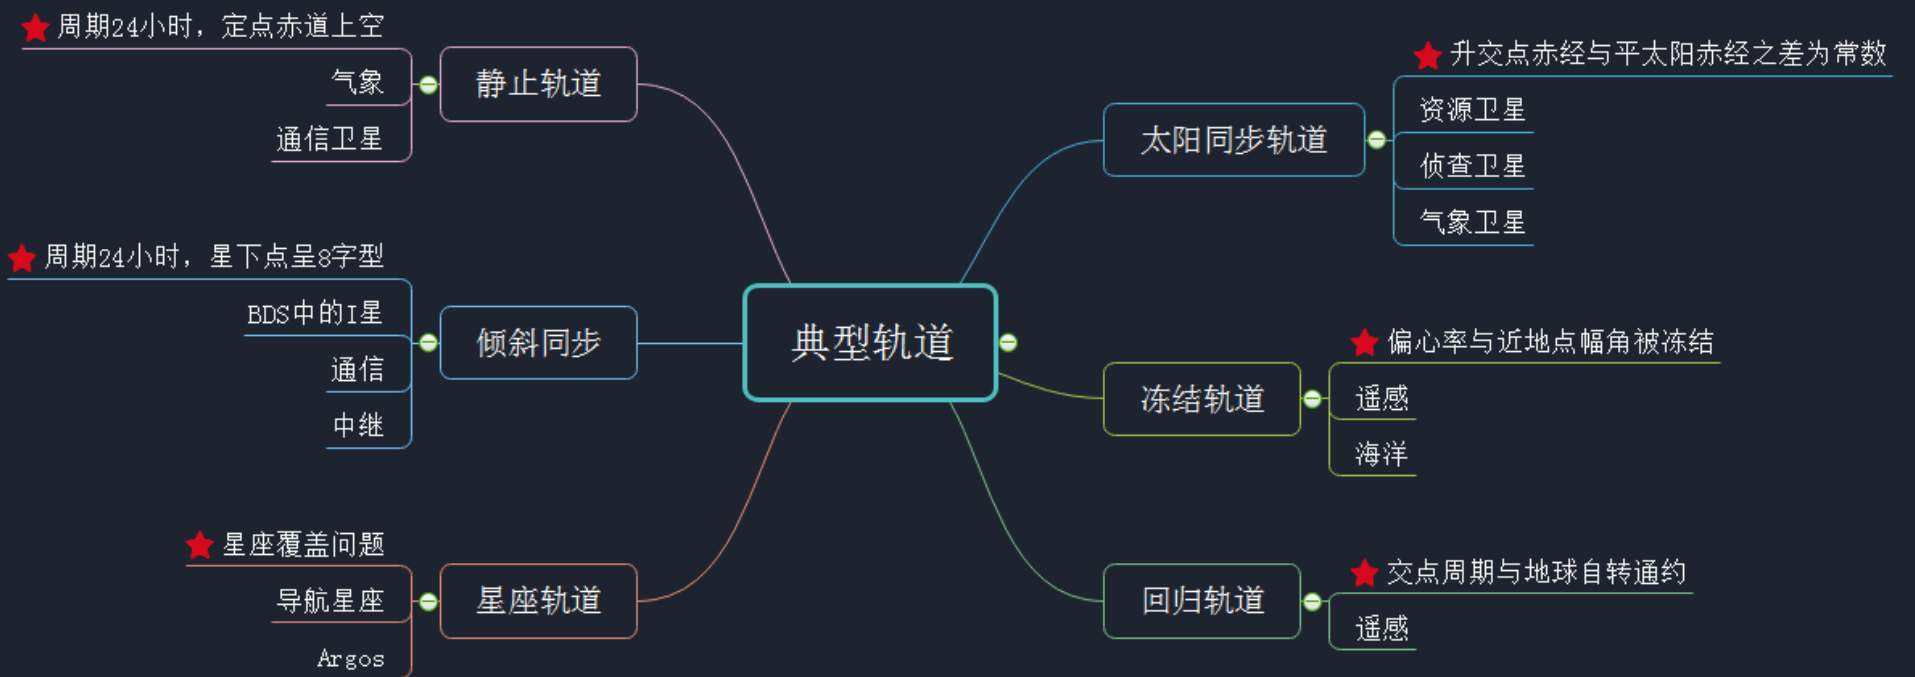 典型轨道
静止轨道
周期24小时，定点赤道上空
气象
通信卫星
倾斜同步
周期24小时，星下点呈8字型
BDS中的I星
通信
中继
星座轨道
星座覆盖问题
导航星座
Argos
太阳同步轨道
升交点赤经与平太阳赤经之差为常数
资源卫星
侦查卫星
气象卫星
冻结轨道
偏心率与近地点幅角被冻结
遥感
海洋
回归轨道
交点周期与地球自转通约
遥感